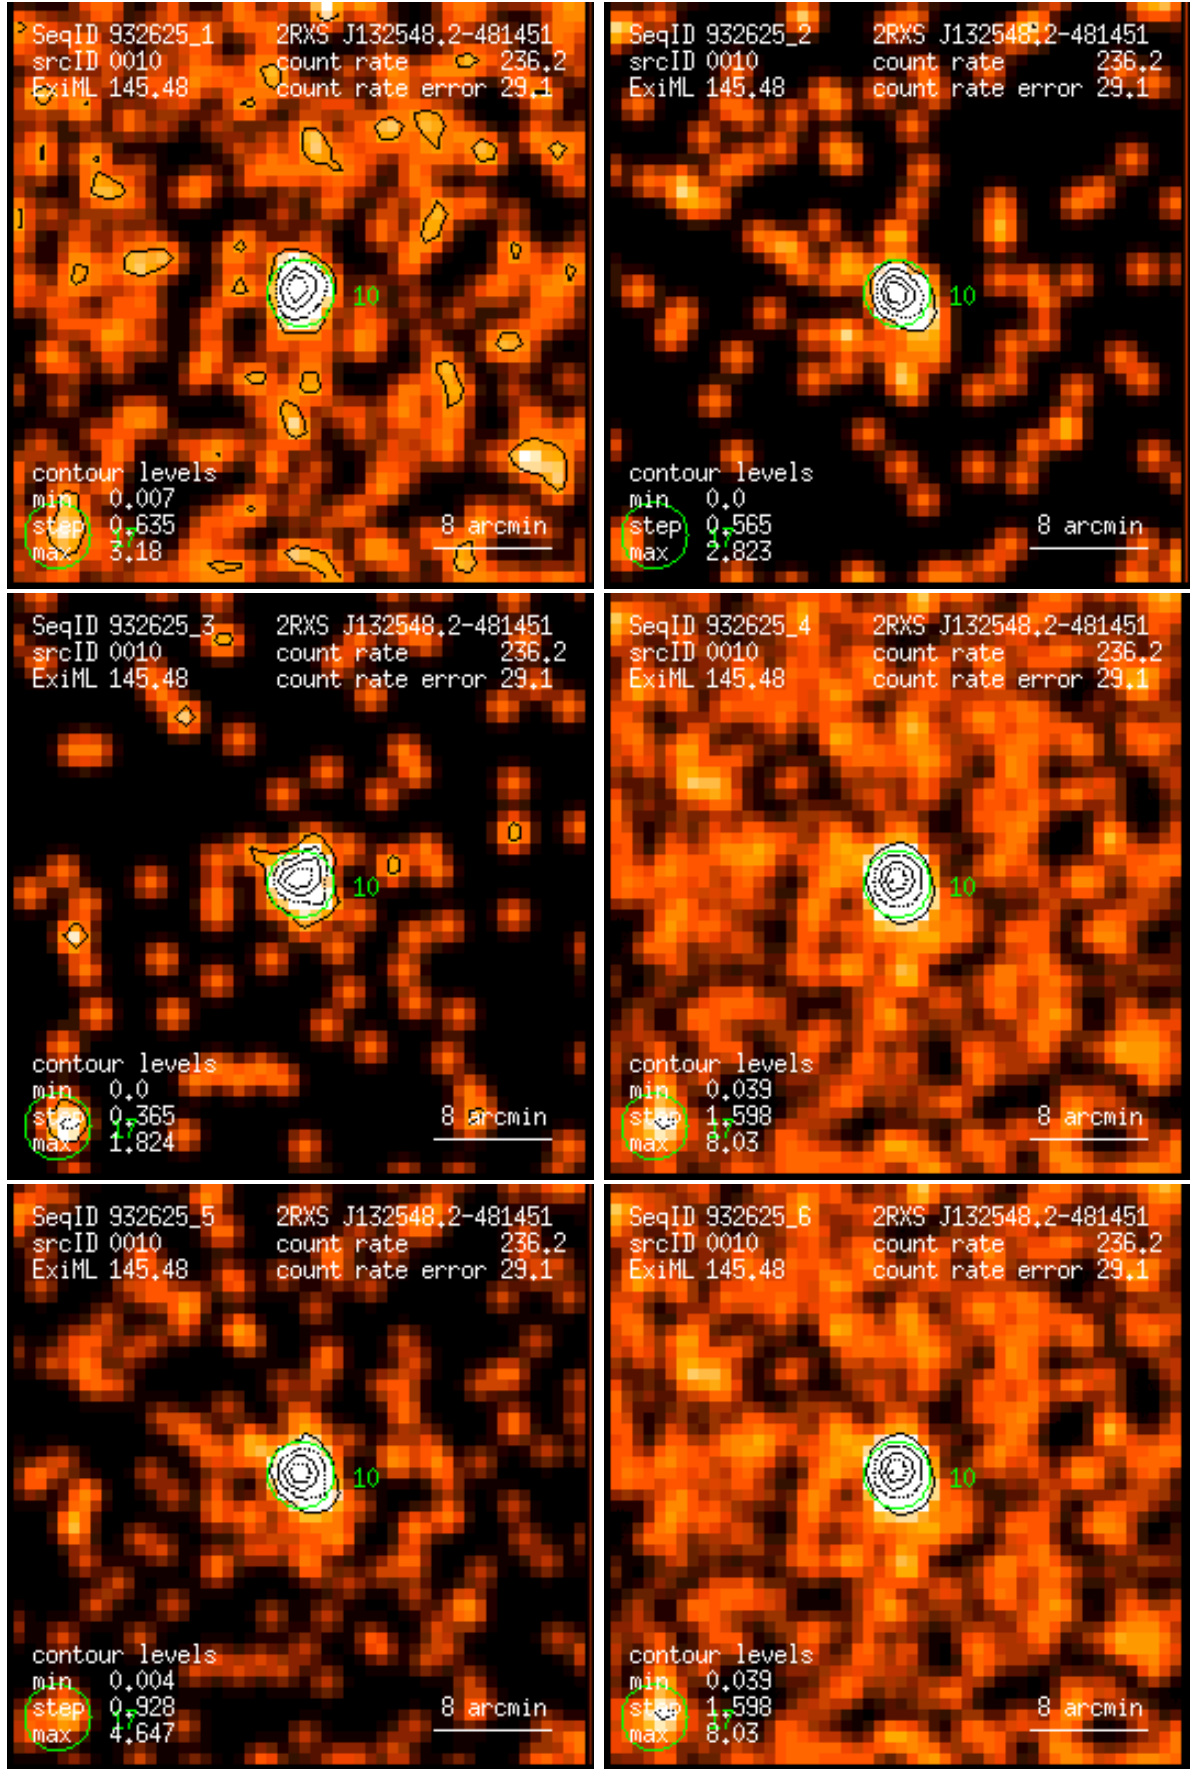 SeqID 932625_1 2RXS J132548.2-481451
srcID 0010 count rate 236.2
ExiML 145.48 count rate error 29.1
10
contour levels
min 0.007
step 0.635 8 arcmin
17
max 3.18
SeqID 932625_2 2RXS J132548.2-481451
srcID 0010 count rate 236.2
ExiML 145.48 count rate error 29.1
10
contour levels
min 0.0
step 0.565 8 arcmin
17
max 2.823
SeqID 932625_3 2RXS J132548.2-481451
srcID 0010 count rate 236.2
ExiML 145.48 count rate error 29.1
10
contour levels
min 0.0
step 0.365 8 arcmin
17
max 1.824
SeqID 932625_4 2RXS J132548.2-481451
srcID 0010 count rate 236.2
ExiML 145.48 count rate error 29.1
10
contour levels
min 0.039
step 1.598 8 arcmin
17
max 8.03
SeqID 932625_5 2RXS J132548.2-481451
srcID 0010 count rate 236.2
ExiML 145.48 count rate error 29.1
10
contour levels
min 0.004
step 0.928 8 arcmin
17
max 4.647
SeqID 932625_6 2RXS J132548.2-481451
srcID 0010 count rate 236.2
ExiML 145.48 count rate error 29.1
10
contour levels
min 0.039
step 1.598 8 arcmin
17
max 8.03